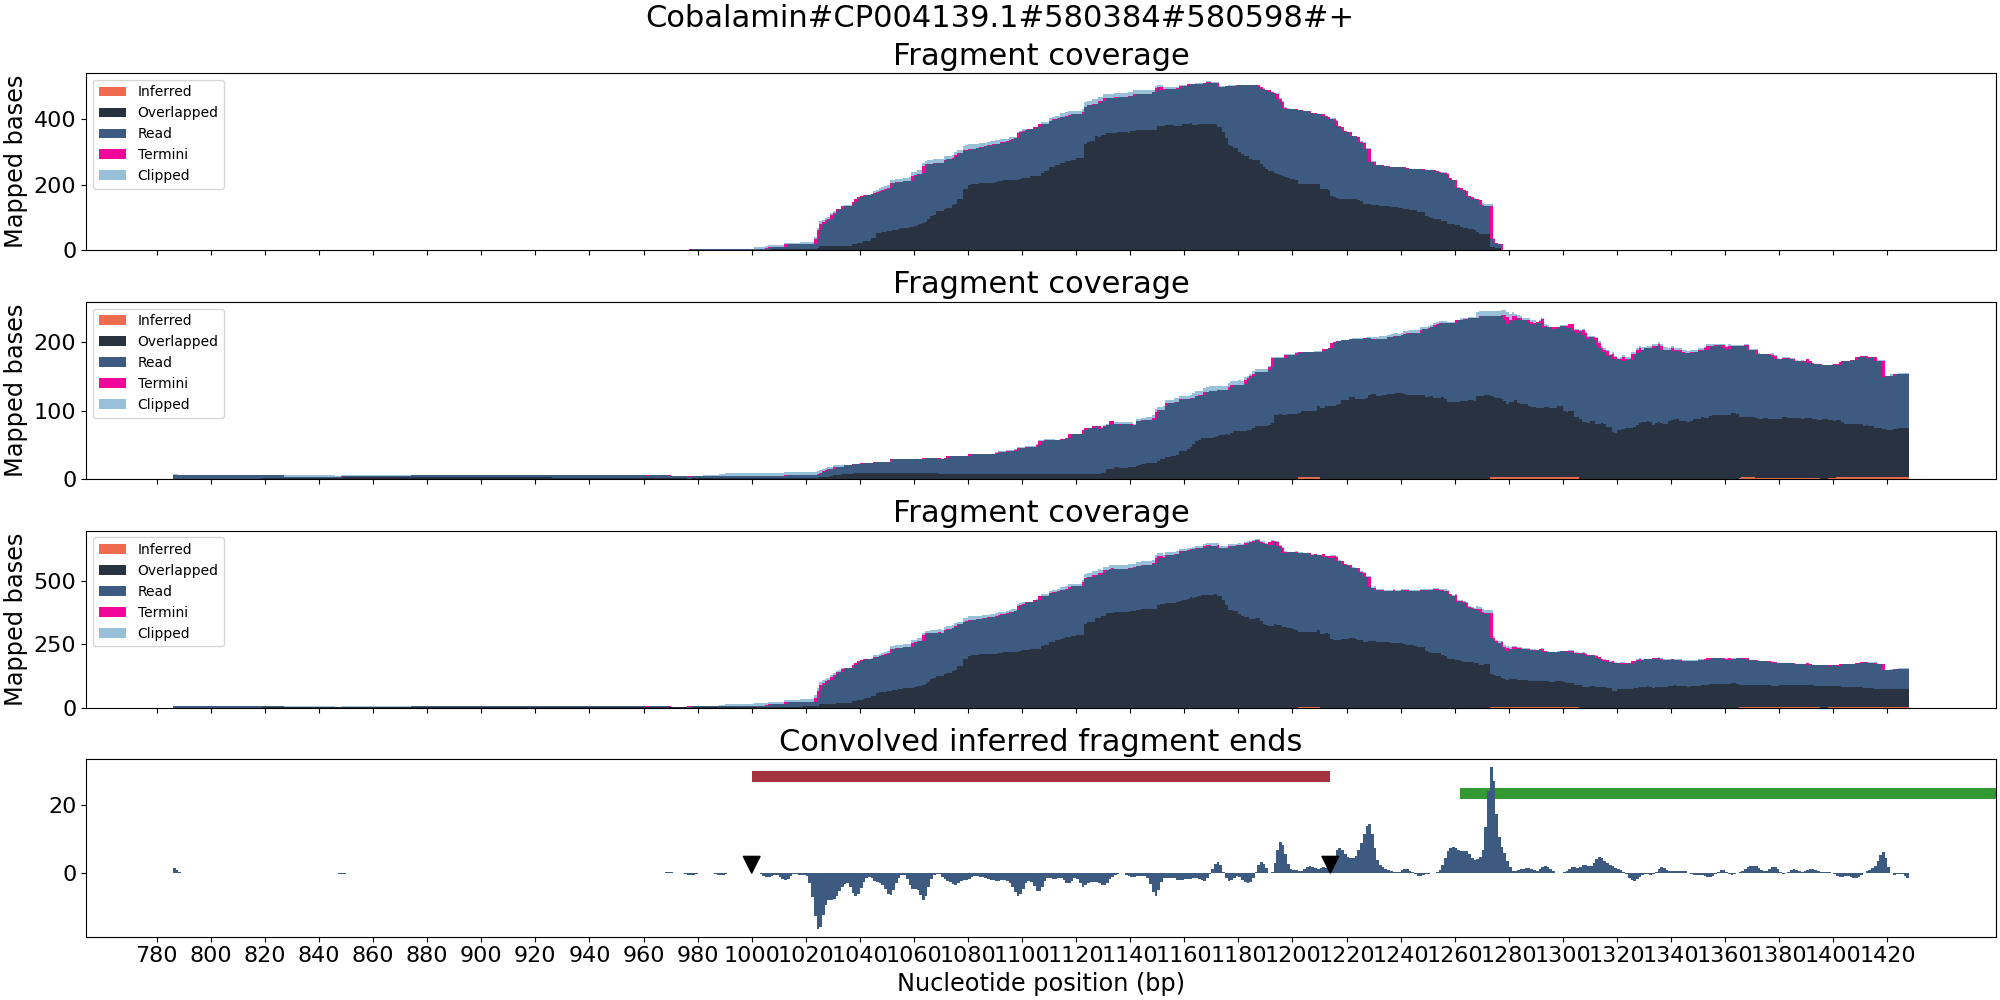 Cobalamin#CP004139.1#580384#580598#+
Fragment coverage
Mapped bases
400
200
0
Inferred
Overlapped
Read
Termini
Clipped
Fragment coverage
Mapped bases
200
100
0
Inferred
Overlapped
Read
Termini
Clipped
Fragment coverage
Mapped bases
500
250
0
Inferred
Overlapped
Read
Termini
Clipped
Convolved inferred fragment ends
20
0
780 800 820 840 860 880 900 920 940 960 980 1000 1020 1040 1060 1080 1100 1120 1140 1160 1180 1200 1220 1240 1260 1280 1300 1320 1340 1360 1380 1400 1420
Nucleotide position (bp)